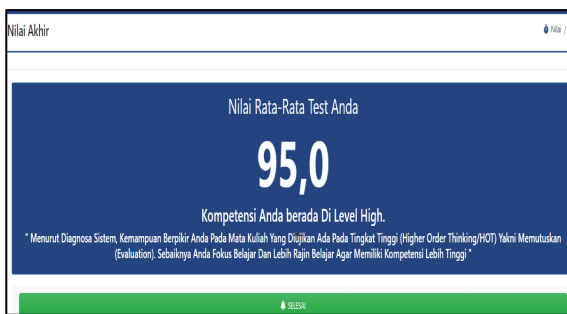 Nilai Akhir
Nilai /
Nilai Rata-Rata Test Anda
95,0
Kompetensi Anda berada Di Level High.
" Menurut Diagnosa Sistem, Kemampuan Berpikir Anda Pada Mata Kuliah Yang Diujikan Ada Pada Tingkat Tinggi (Higher Order Thinking/HOT) Yakni Memutuskan
(Evaluation). Sebaiknya Anda Fokus Belajar Dan Lebih Rajin Belajar Agar Memiliki Kompetensi Lebih Tinggi "
SELESAI